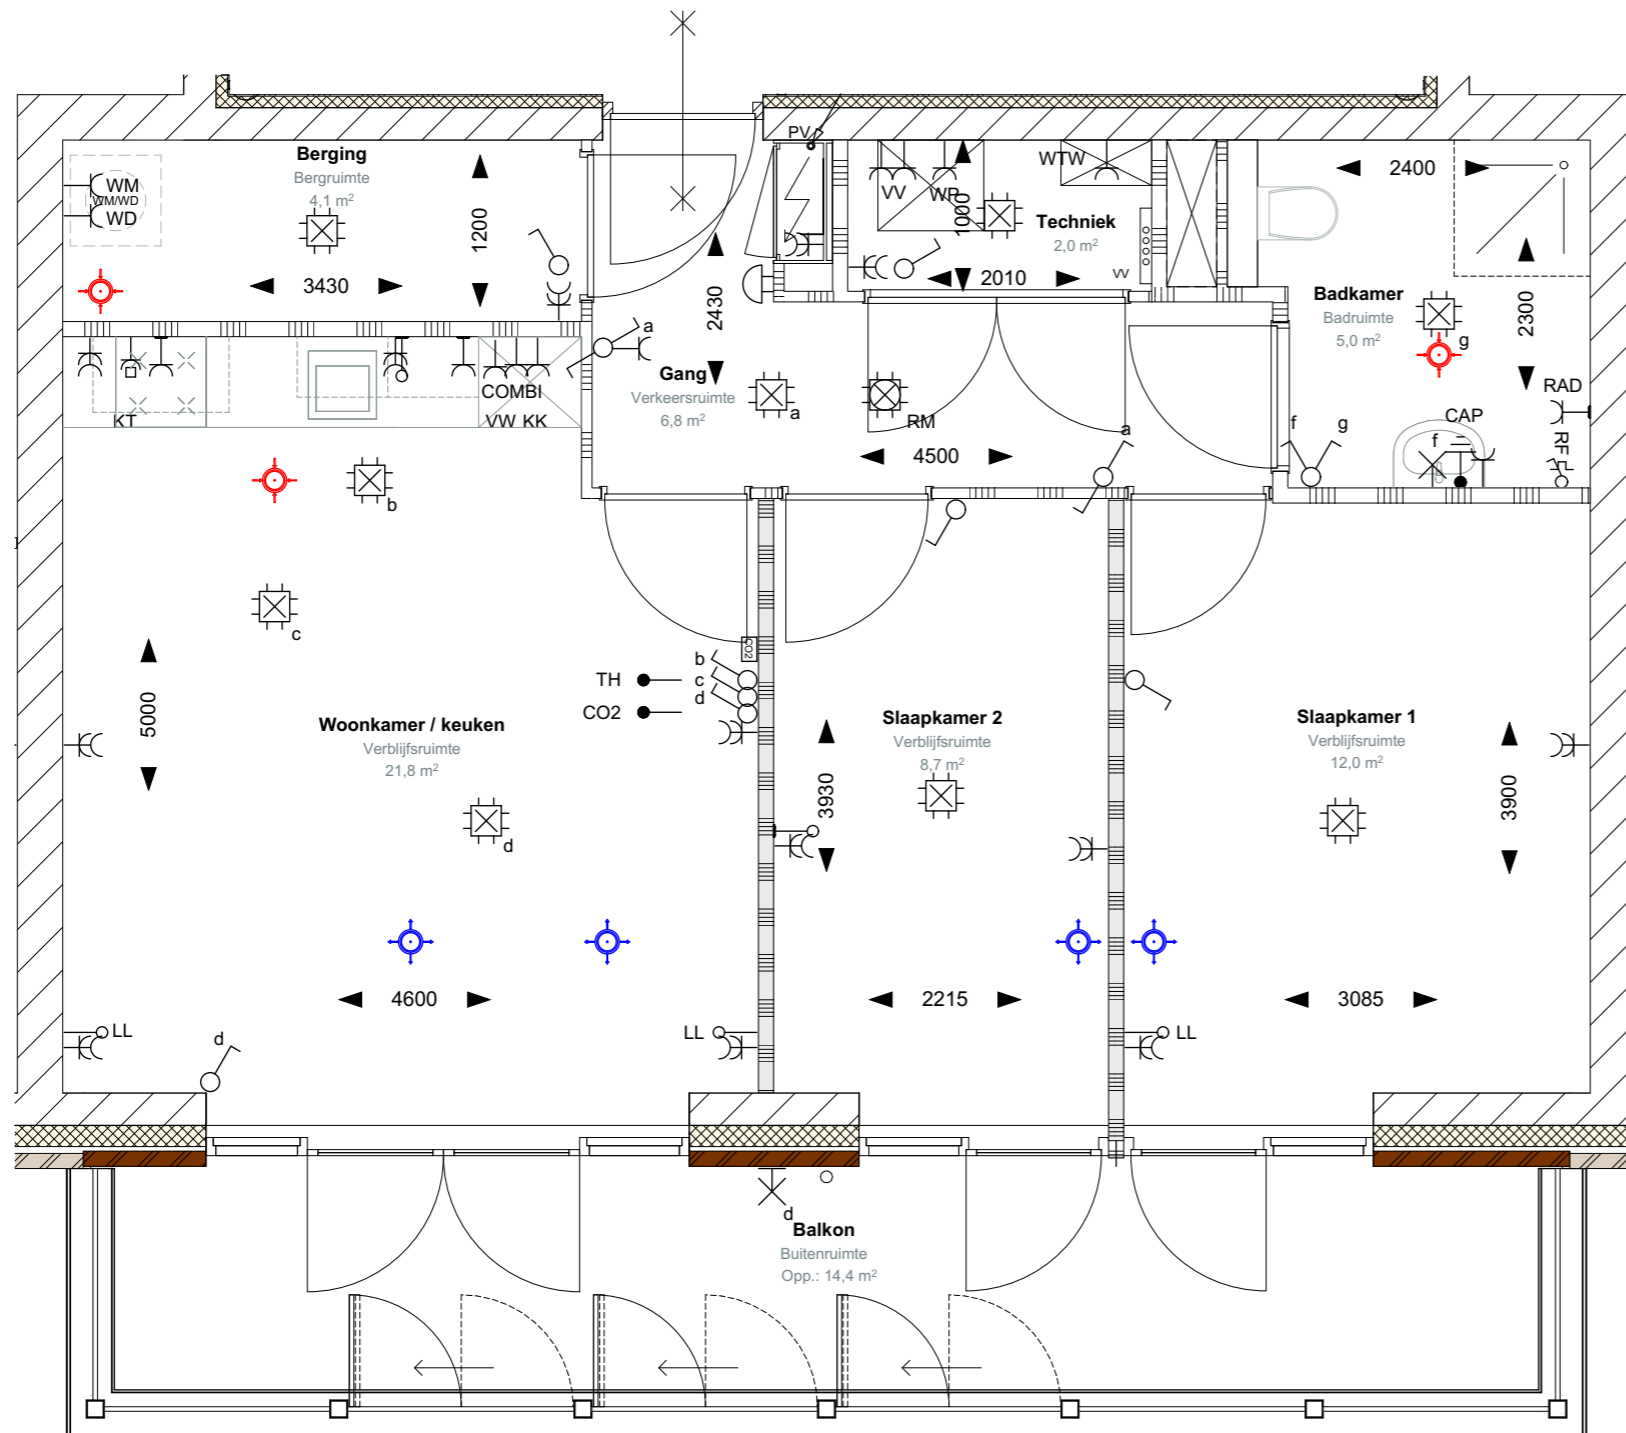 Berging
Bergruimte
4,1 m²
WM
WM/WD
WD
1200
3430
PV
VV
WP
1000
WTW
Techniek
2,0 m²
VV
2010
2400
2430
Badkamer
Badruimte
5,0 m²
g
2300
RAD
CAP
f
RF
f
g
a
Gang
Verkeersruimte
6,8 m²
a
RM
4500
a
KT
COMBI
VW KK
b
c
5000
TH
CO2
CO2
b
c
d
Woonkamer / keuken
Verblijfsruimte
21,8 m²
d
Slaapkamer 2
Verblijfsruimte
8,7 m²
3930
Slaapkamer 1
Verblijfsruimte
12,0 m²
3900
4600
2215
3085
LL
LL
LL
d
d
Balkon
Buitenruimte
Opp.: 14,4 m²